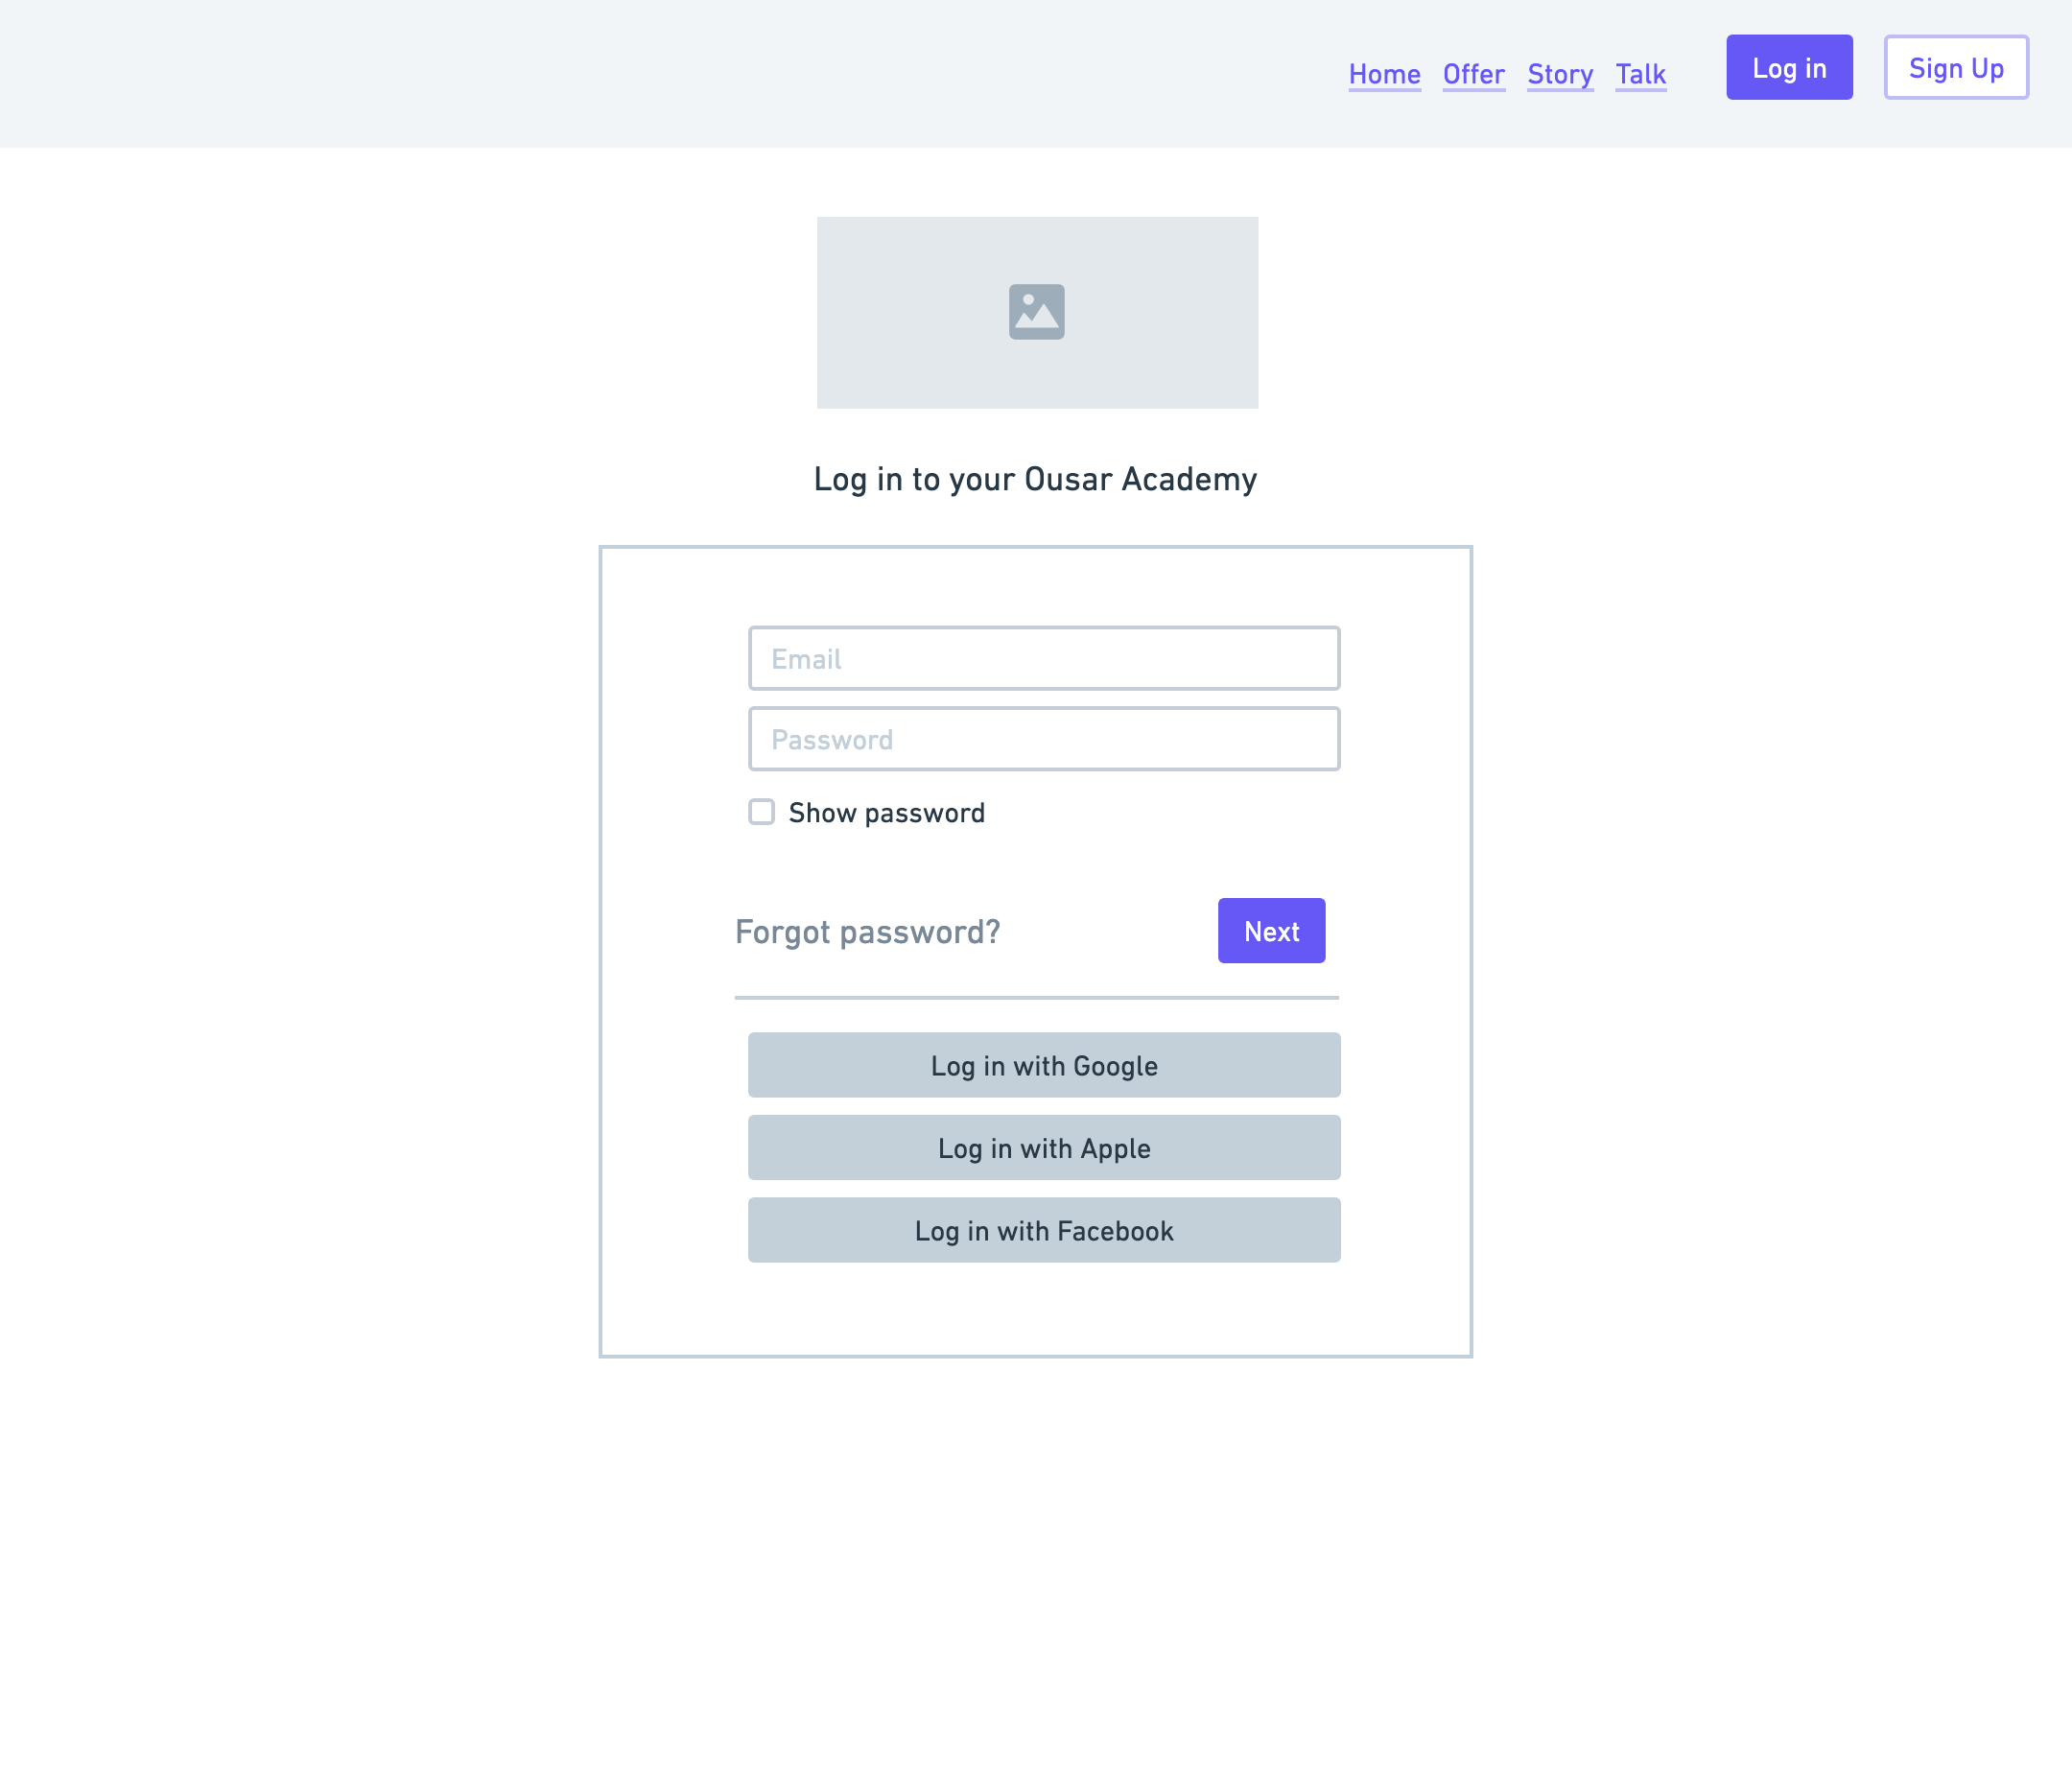 Home Offer Story Talk Log in Sign Up
Log in to your Ousar Academy
Email
Password
Show password
Forgot password? Next
Log in with Google
Log in with Apple
Log in with Facebook